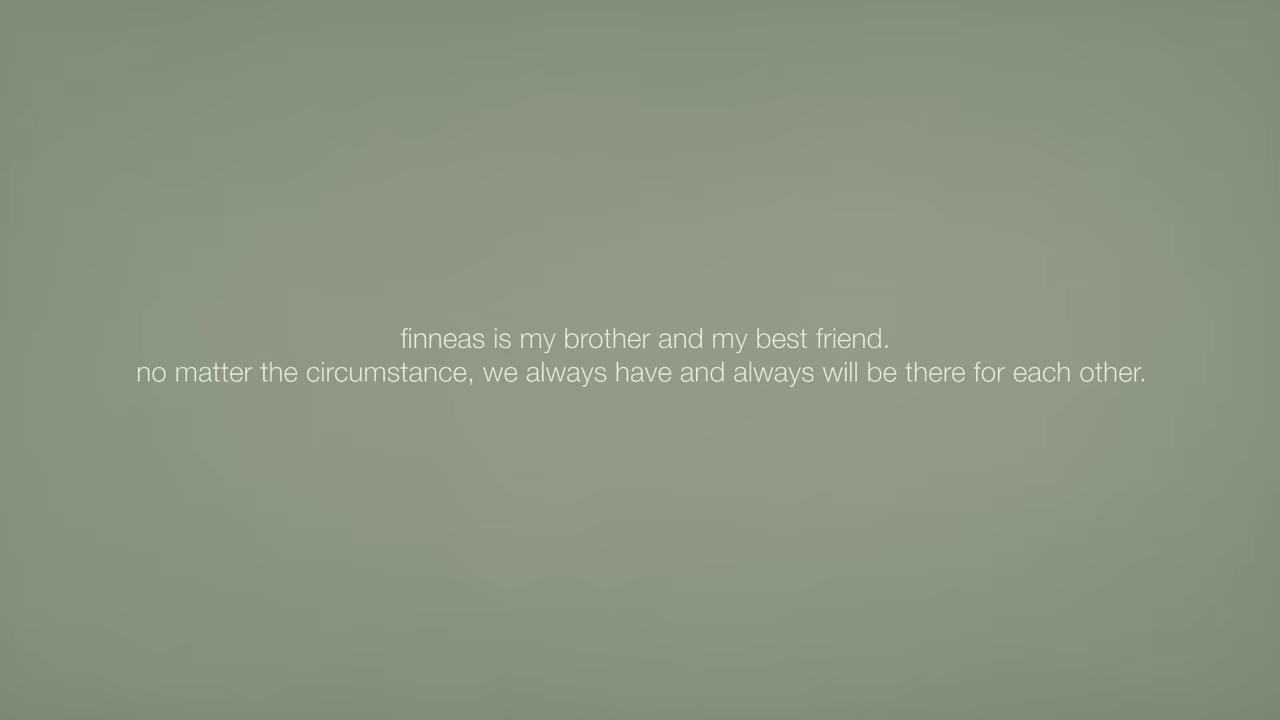 finneas is my brother and my best friend.
no matter the circumstance, we always have and always will be there for each other.